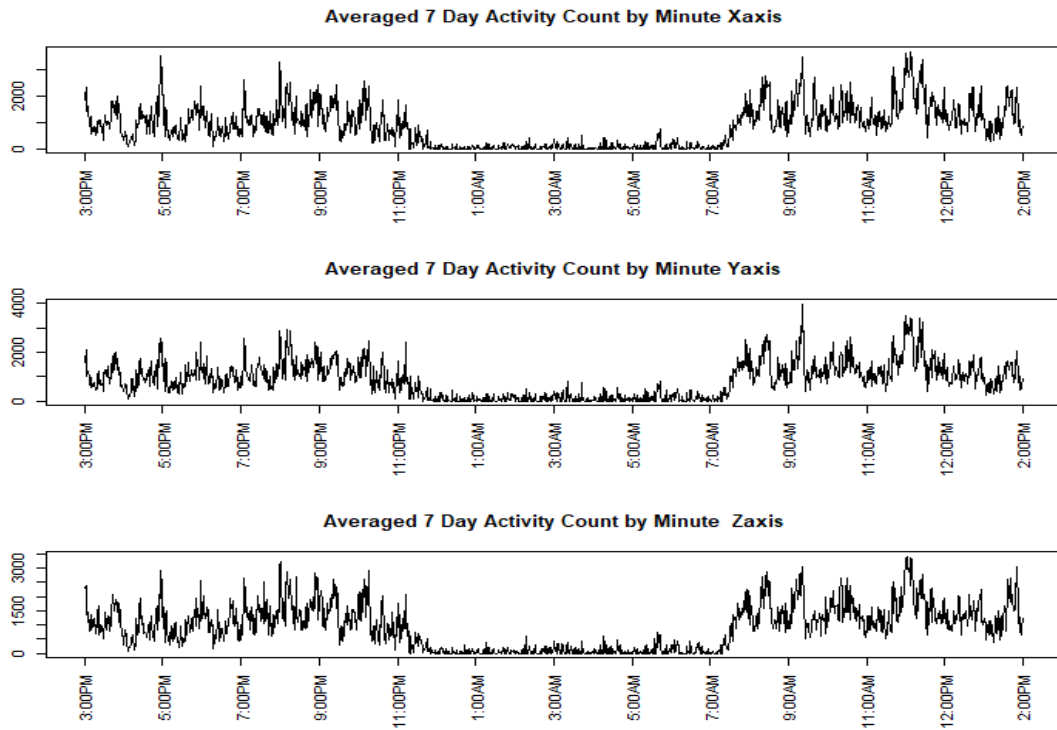 Averaged 7 Day Activity Count by Minute Xaxis
2000
0
3:00PM 5:00PM 7:00PM 9:00PM 11:00PM 1:00AM 3:00AM 5:00AM 7:00AM 9:00AM 11:00AM 12:00PM 2:00PM
Averaged 7 Day Activity Count by Minute Yaxis
4000
2000
0
3:00PM 5:00PM 7:00PM 9:00PM 11:00PM 1:00AM 3:00AM 5:00AM 7:00AM 9:00AM 11:00AM 12:00PM 2:00PM
Averaged 7 Day Activity Count by Minute  Zaxis
3000
1500
0
3:00PM 5:00PM 7:00PM 9:00PM 11:00PM 1:00AM 3:00AM 5:00AM 7:00AM 9:00AM 11:00AM 12:00PM 2:00PM